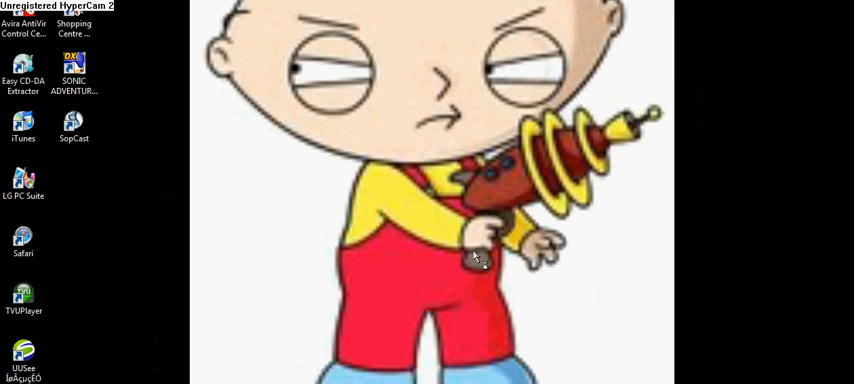 Unregistered HyperCam 2
Avira AntiVir
Control Ce...
Shopping
Centre ...
Easy CD-DA
Extractor
SONIC
ADVENTUR...
iTunes
SopCast
LG PC Suite
Safari
TVUPlayer
UUSee